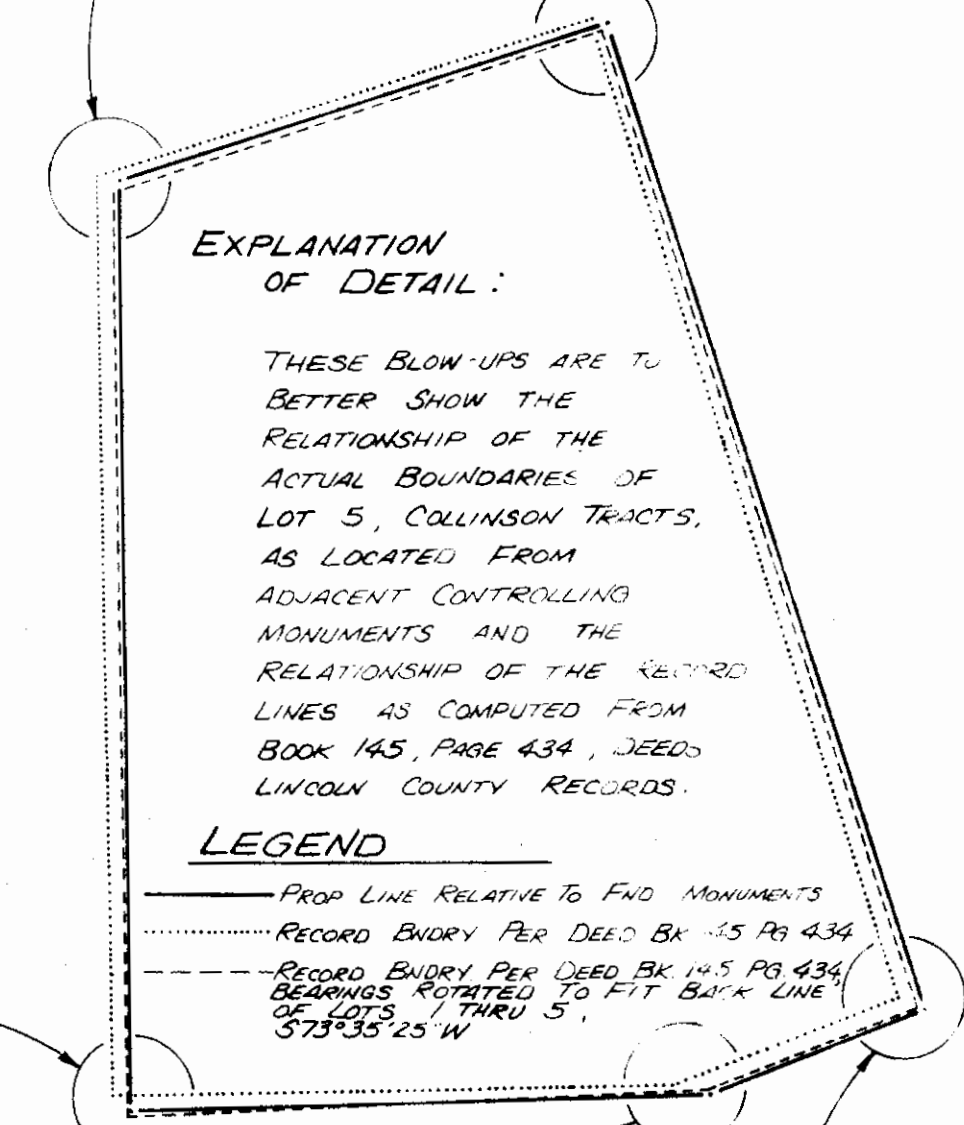 EXPLANATION
OF DETAIL:
THESE BLOW-UPS ARE TO
BETTER SHOW THE
RELATIONSHIP OF THE
ACTUAL BOUNDARIES OF
LOT 5, COLLINSON TRACTS,
AS LOCATED FROM
ADJACENT CONTROLLING
MONUMENTS AND THE
RELATIONSHIP OF THE RECORD
LINES AS COMPUTED FROM
BOOK 145, PAGE 434, DEEDS
LINCOLN COUNTY RECORDS.
LEGEND
PROP LINE RELATIVE TO FND MONUMENTS
RECORD BNDRY PER DEED BK 145 PG 434
RECORD BNDRY. PER DEED BK. 145 PG. 434,
BEARINGS ROTATED TO FIT BACK LINE
OF LOTS 1 THRU 5,
S73°35'25"W